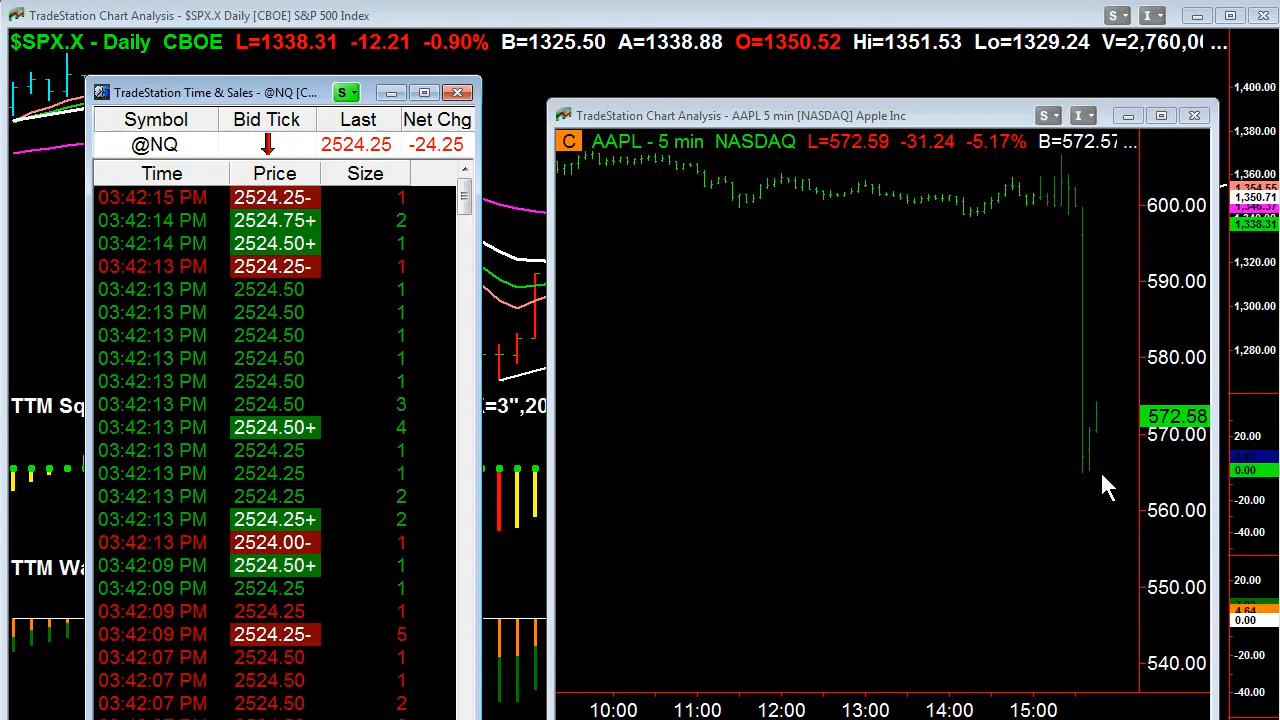 TradeStation Chart Analysis - $SPX.X Daily [CBOE] S&P 500 Index
S I
$SPX.X - Daily CBOE L=1338.31 -12.21 -0.90% B=1325.50 A=1338.88 O=1350.52 Hi=1351.53 Lo=1329.24 V=2,760,0 ...
TradeStation Time & Sales - @NQ [C... S
Symbol Bid Tick Last Net Chg
@NQ 2524.25 -24.25
Time Price Size
03:42:15 PM 2524.25- 1
03:42:14 PM 2524.75+ 2
03:42:14 PM 2524.50+ 1
03:42:13 PM 2524.25- 1
03:42:13 PM 2524.50 1
03:42:13 PM 2524.50 1
03:42:13 PM 2524.50 1
03:42:13 PM 2524.50 1
03:42:13 PM 2524.50 1
03:42:13 PM 2524.50 3
03:42:13 PM 2524.50+ 4
03:42:13 PM 2524.25 1
03:42:13 PM 2524.25 1
03:42:13 PM 2524.25 2
03:42:13 PM 2524.25+ 2
03:42:13 PM 2524.00- 1
03:42:09 PM 2524.50+ 1
03:42:09 PM 2524.25 1
03:42:09 PM 2524.25 1
03:42:09 PM 2524.25- 5
03:42:07 PM 2524.50 1
03:42:07 PM 2524.50 1
03:42:07 PM 2524.50 2
TTM Sq
K=3",20
TTM Wa
TradeStation Chart Analysis - AAPL 5 min [NASDAQ] Apple Inc
S I
C AAPL - 5 min NASDAQ L=572.59 -31.24 -5.17% B=572.57 ...
600.00
590.00
580.00
572.58
570.00
560.00
550.00
540.00
10:00 11:00 12:00 13:00 14:00 15:00
1,400.00
1,380.00
1,360.00
1,350.71
1,338.31
1,320.00
1,300.00
1,280.00
20.00
0.00
-20.00
-40.00
20.00
4.64
0.00
-20.00
-40.00